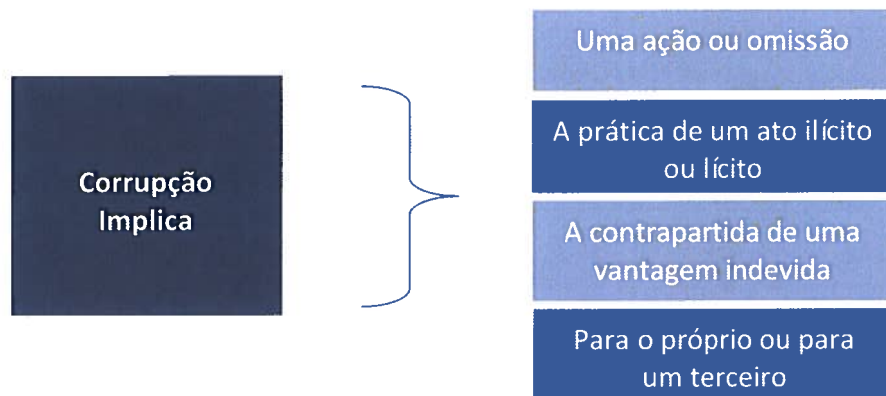 Corrupção
Implica
Uma ação ou omissão
A prática de um ato ilícito
ou lícito
A contrapartida de uma
vantagem indevida
Para o próprio ou para
um terceiro